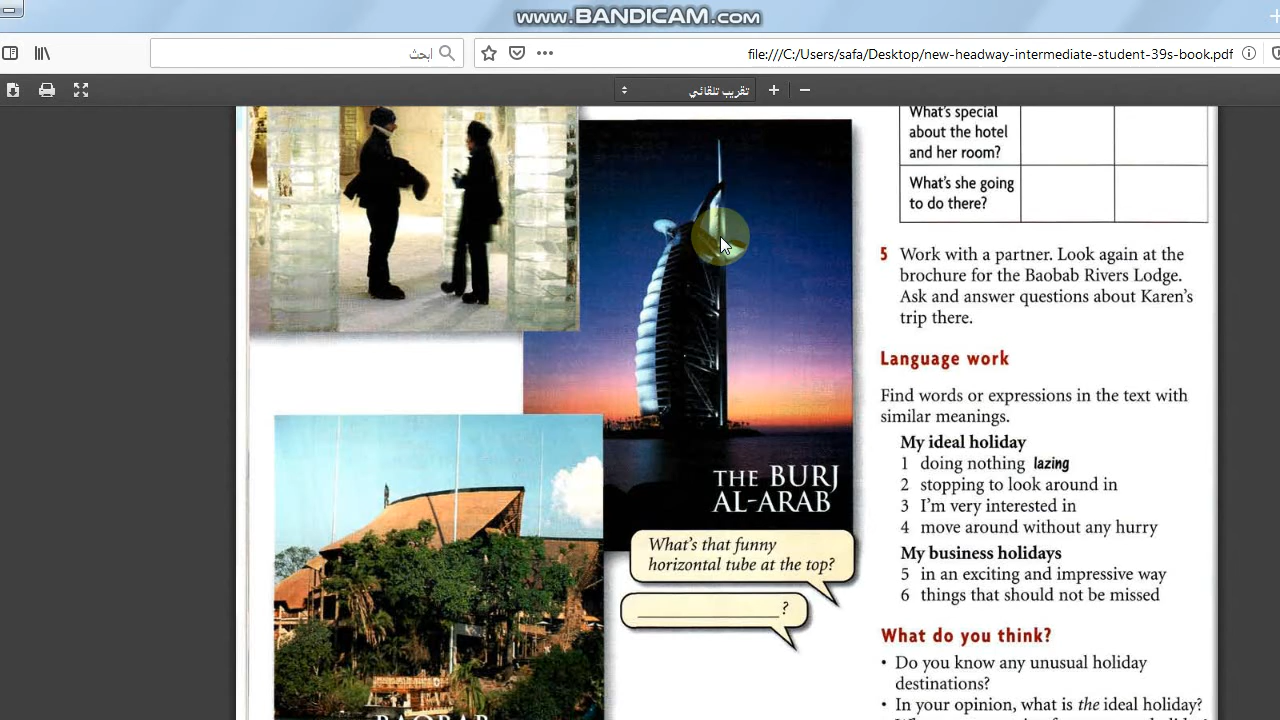 www.BANDICAM.com
ابحث
file:///C:/Users/safa/Desktop/new-headway-intermediate-student-39s-book.pdf
تقريب تلقائي
What's special
about the hotel
and her room?
What's she going
to do there?
5 Work with a partner. Look again at the
brochure for the Baobab Rivers Lodge.
Ask and answer questions about Karen's
trip there.
Language work
Find words or expressions in the text with
similar meanings.
My ideal holiday
1 doing nothing lazing
2 stopping to look around in
3 I'm very interested in
4 move around without any hurry
My business holidays
5 in an exciting and impressive way
6 things that should not be missed
What do you think?
• Do you know any unusual holiday
destinations?
• In your opinion, what is the ideal holiday?
THE BURJ
AL-ARAB
What's that funny
horizontal tube at the top?
?
BAOBAB